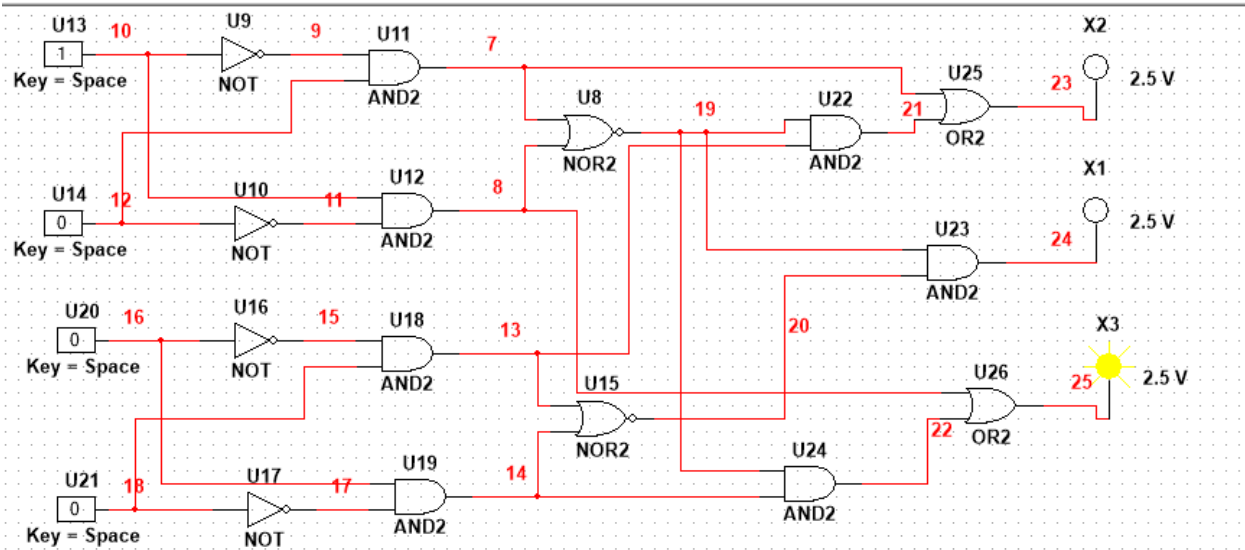 U13
10
U9
9
U11
7
X2
1
Key = Space
NOT
AND2
U25
23
2.5 V
U8
19
U22
21
OR2
NOR2
AND2
U14
12
U10
11
U12
8
X1
0
Key = Space
NOT
AND2
2.5 V
U23
24
AND2
U20
16
U16
15
U18
13
20
X3
0
Key = Space
NOT
AND2
U15
U26
25
2.5 V
NOR2
22
OR2
U21
18
U17
17
U19
14
U24
0
Key = Space
NOT
AND2
AND2